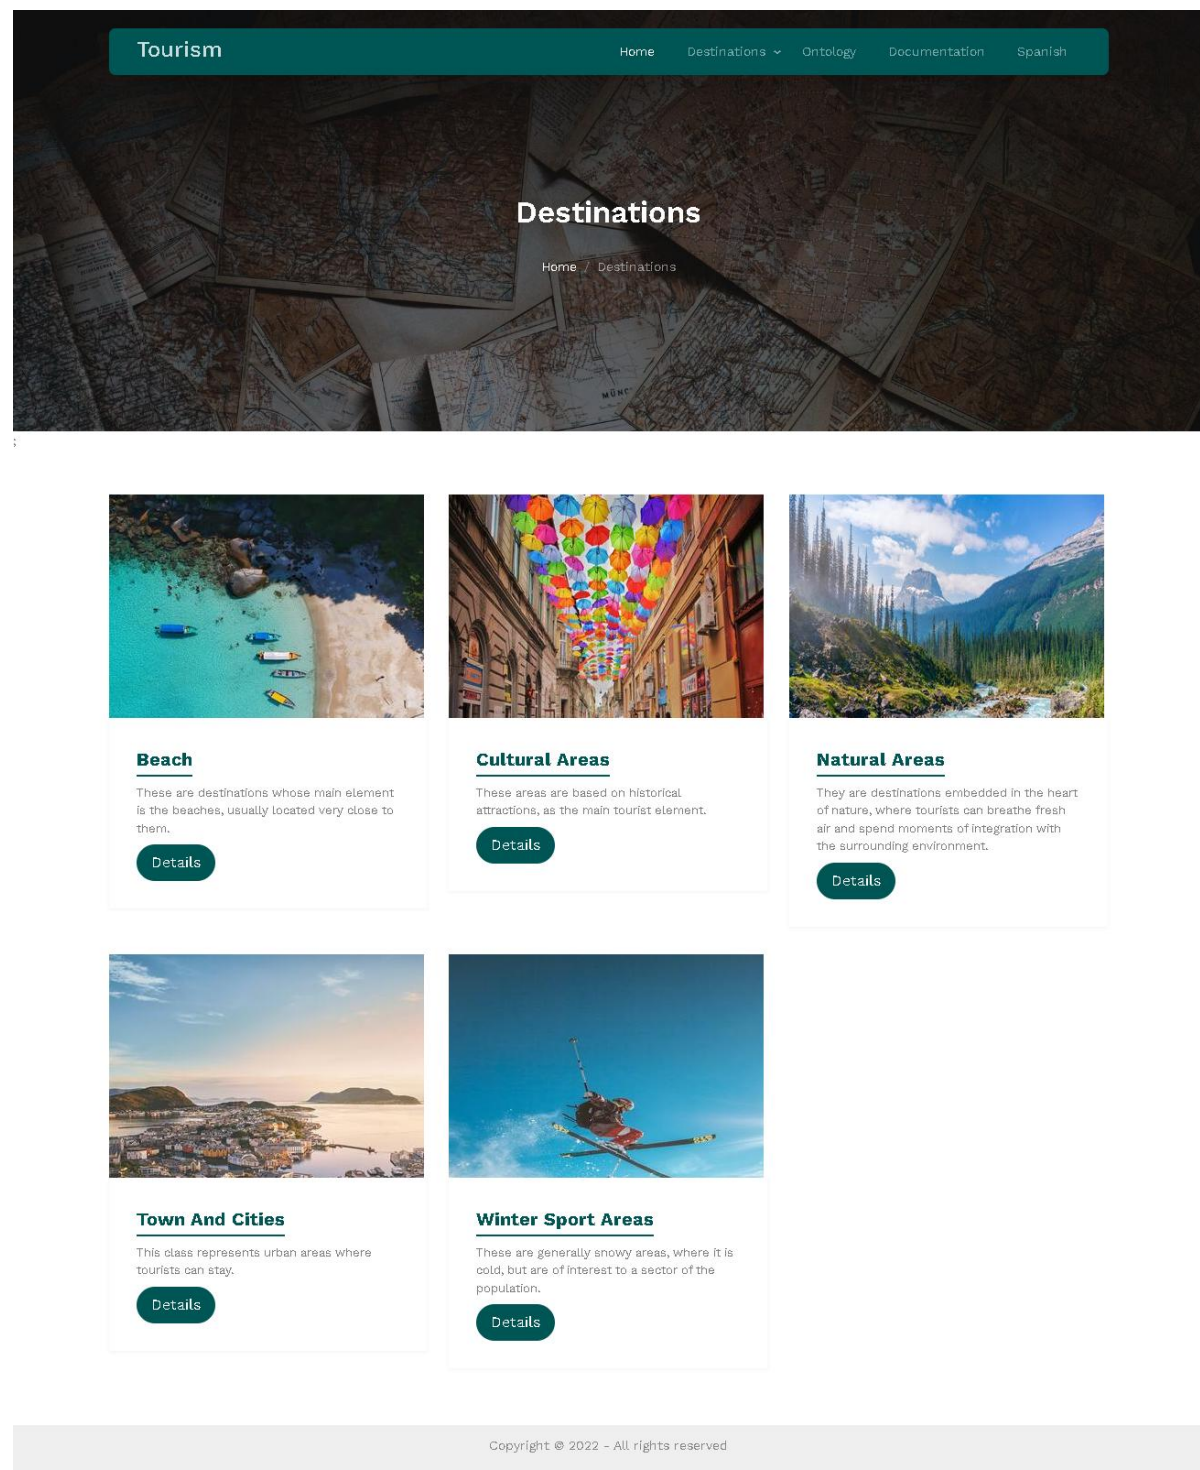 Tourism
Home Destinations Ontology Documentation Spanish
Destinations
Home / Destinations
MÜNC
;
Beach
These are destinations whose main element
is the beaches, usually located very close to
them.
Details
Cultural Areas
These areas are based on historical
attractions, as the main tourist element.
Details
Natural Areas
They are destinations embedded in the heart
of nature, where tourists can breathe fresh
air and spend moments of integration with
the surrounding environment.
Details
Town And Cities
This class represents urban areas where
tourists can stay.
Details
Winter Sport Areas
These are generally snowy areas, where it is
cold, but are of interest to a sector of the
population.
Details
Copyright © 2022 - All rights reserved